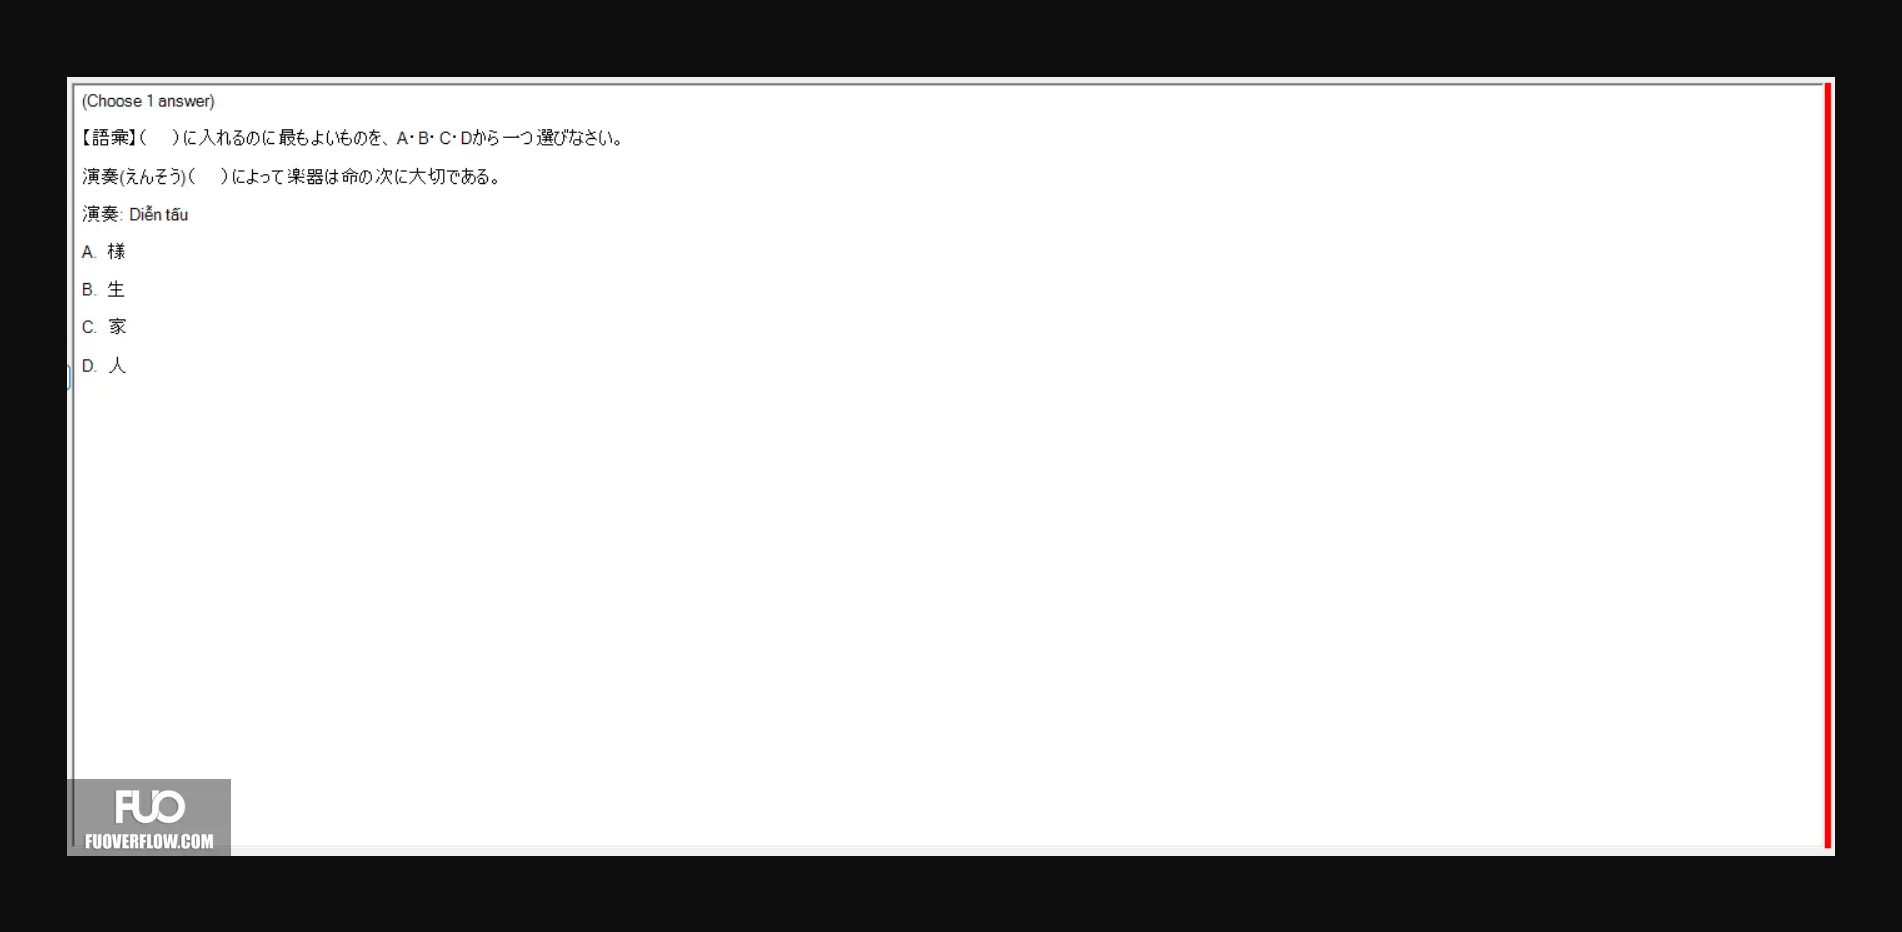 (Choose 1 answer)
【語彙】(　)に入れるのに最もよいものを、A・B・C・Dから一つ選びなさい。
演奏(えんそう)(　)によって楽器は命の次に大切である。
演奏: Diễn tấu
A. 様
B. 生
C. 家
D. 人
FUO
FUOVERFLOW.COM